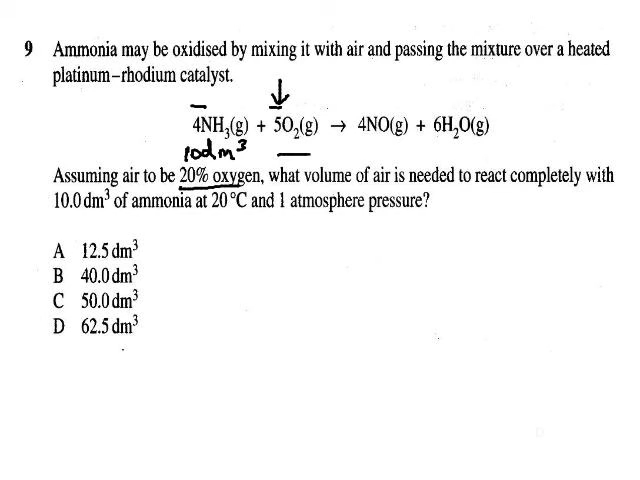 9 Ammonia may be oxidised by mixing it with air and passing the mixture over a heated
platinum–rhodium catalyst.
4NH₃(g) + 5O₂(g) → 4NO(g) + 6H₂O(g)
10dm³
Assuming air to be 20% oxygen, what volume of air is needed to react completely with
10.0 dm³ of ammonia at 20 °C and 1 atmosphere pressure?
A 12.5 dm³
B 40.0 dm³
C 50.0 dm³
D 62.5 dm³